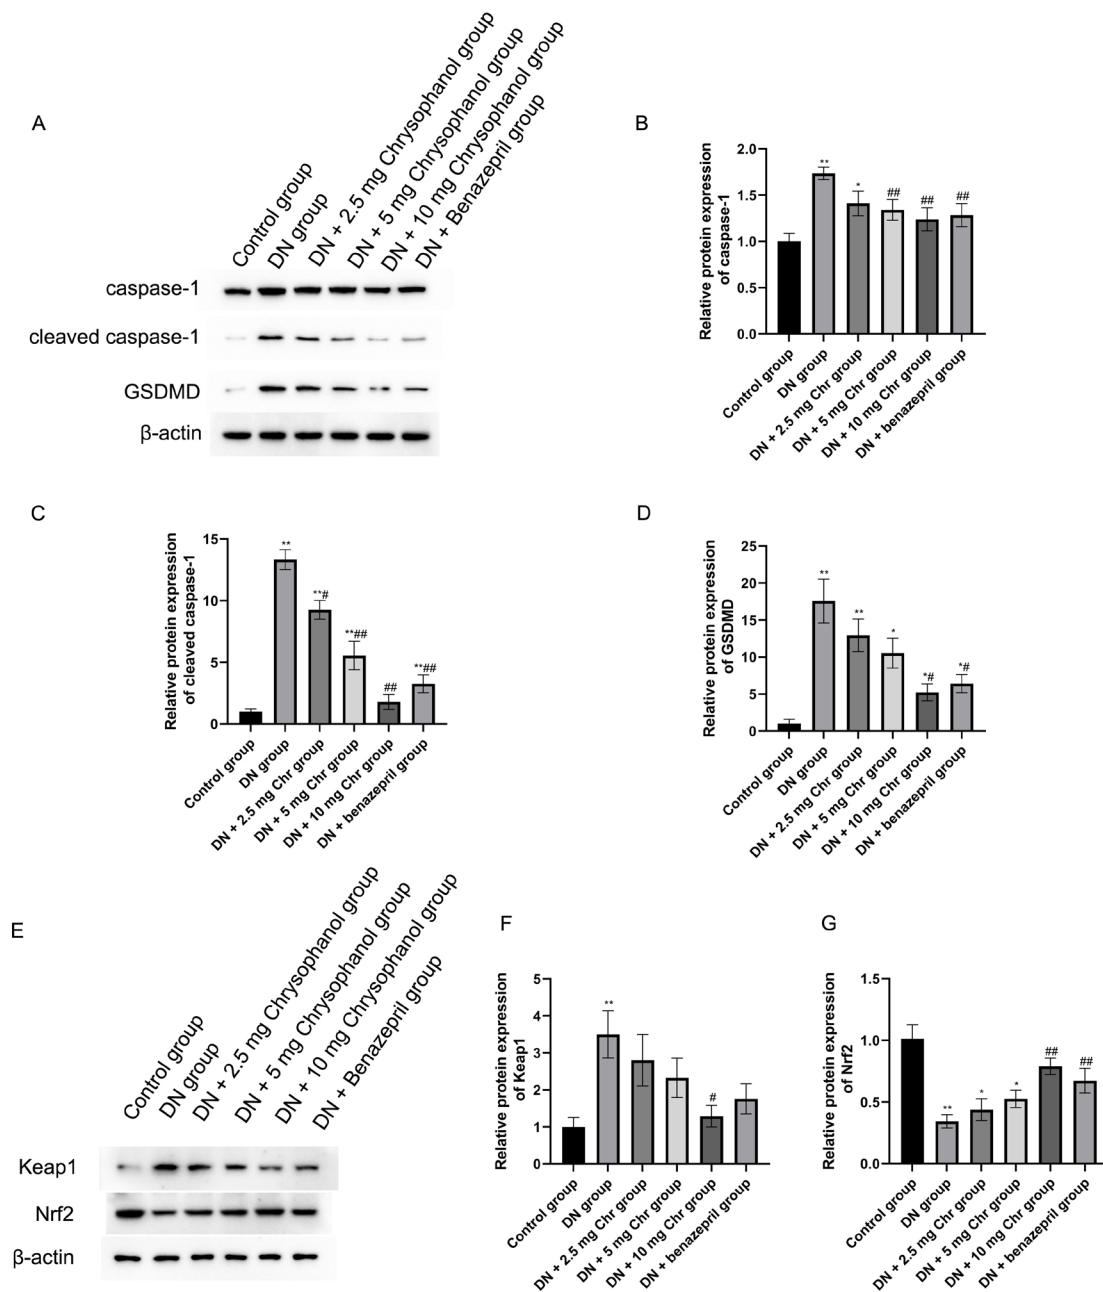 A
Control group
DN group
DN + 2.5 mg Chrysophanol group
DN + 5 mg Chrysophanol group
DN + 10 mg Chrysophanol group
DN + Benazepril group
caspase-1
cleaved caspase-1
GSDMD
β-actin
B
Relative protein expression
of caspase-1
2.0
1.5
1.0
0.5
0.0
**
*
##
##
##
Control group
DN group
DN + 2.5 mg Chr group
DN + 5 mg Chr group
DN + 10 mg Chr group
DN + benazepril group
C
Relative protein expression
of cleaved caspase-1
15
10
5
0
**
**#
**##
##
**##
Control group
DN group
DN + 2.5 mg Chr group
DN + 5 mg Chr group
DN + 10 mg Chr group
DN + benazepril group
D
Relative protein expression
of GSDMD
25
20
15
10
5
0
**
**
*
*#
*#
Control group
DN group
DN + 2.5 mg Chr group
DN + 5 mg Chr group
DN + 10 mg Chr group
DN + benazepril group
E
Control group
DN group
DN + 2.5 mg Chrysophanol group
DN + 5 mg Chrysophanol group
DN + 10 mg Chrysophanol group
DN + Benazepril group
Keap1
Nrf2
β-actin
F
Relative protein expression
of Keap1
5
4
3
2
1
0
**
#
Control group
DN group
DN + 2.5 mg Chr group
DN + 5 mg Chr group
DN + 10 mg Chr group
DN + benazepril group
G
Relative protein expression
of Nrf2
1.5
1.0
0.5
0.0
**
*
*
##
##
Control group
DN group
DN + 2.5 mg Chr group
DN + 5 mg Chr group
DN + 10 mg Chr group
DN + benazepril group